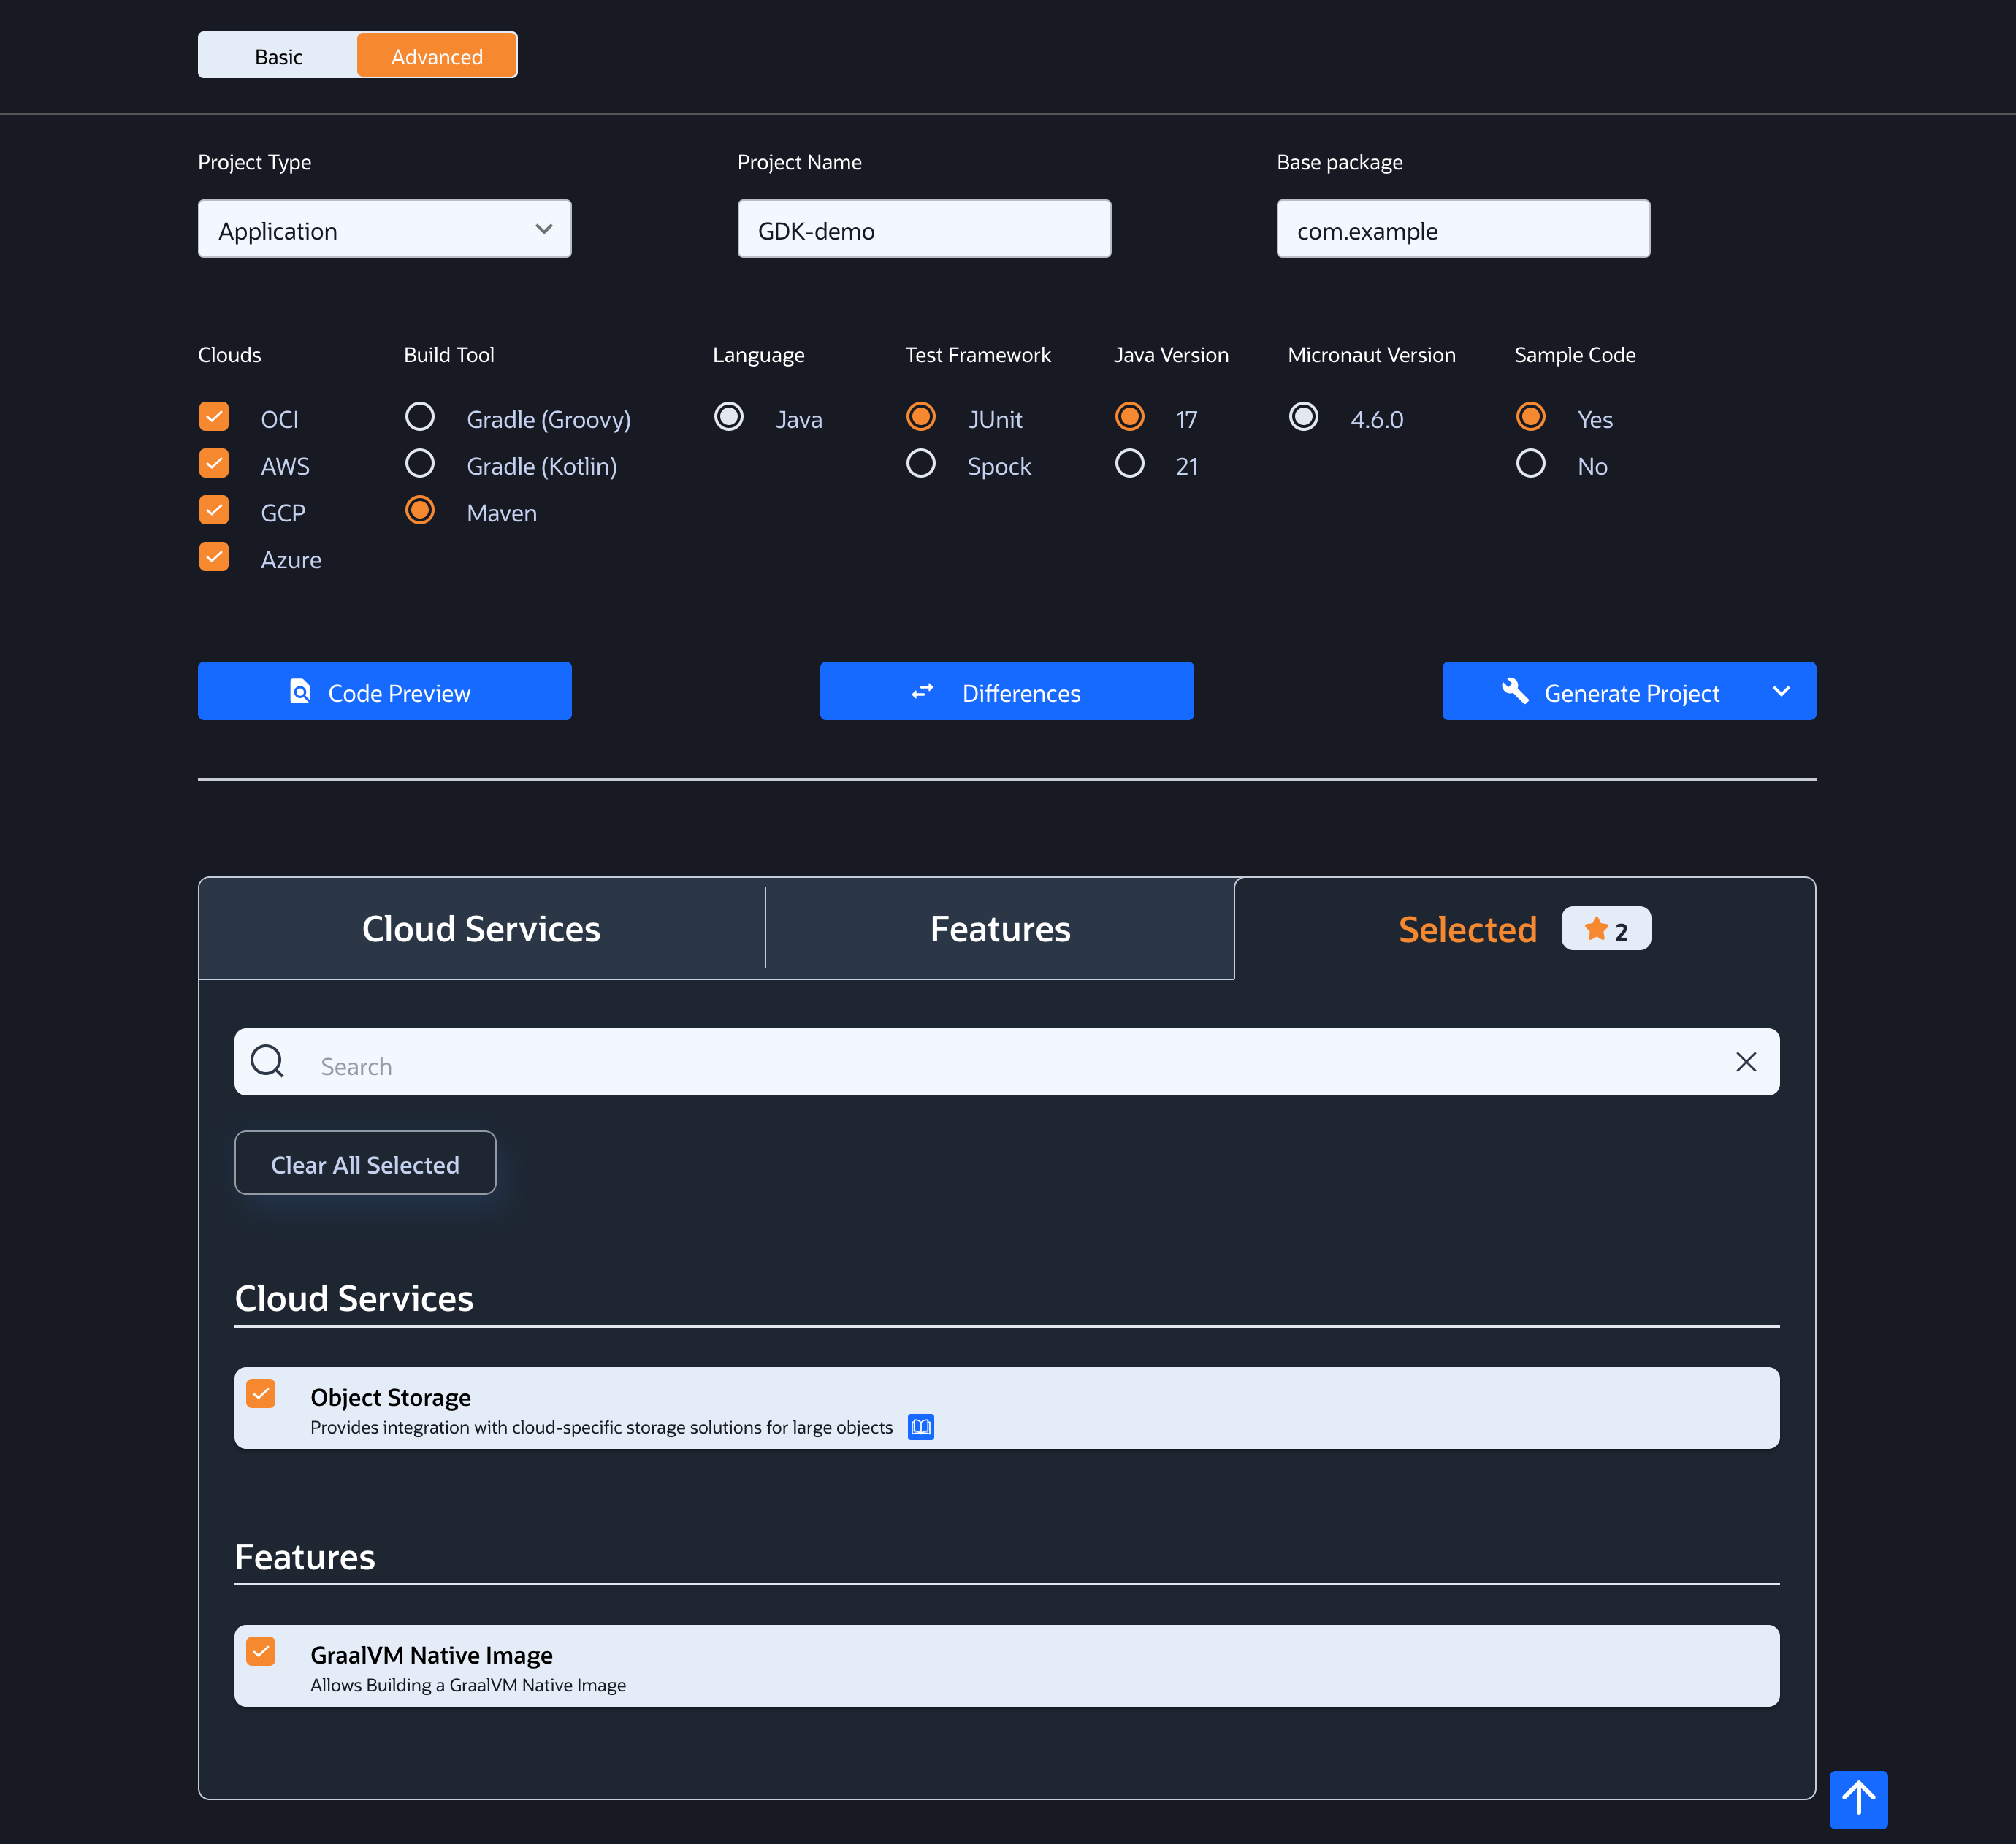 Basic Advanced
Project Type Project Name Base package
Application GDK-demo com.example
Clouds Build Tool Language Test Framework Java Version Micronaut Version Sample Code
OCI Gradle (Groovy) Java JUnit 17 4.6.0 Yes
AWS Gradle (Kotlin) Spock 21 No
GCP Maven
Azure
Code Preview Differences Generate Project
Cloud Services Features Selected 2
Search
Clear All Selected
Cloud Services
Object Storage
Provides integration with cloud-specific storage solutions for large objects
Features
GraalVM Native Image
Allows Building a GraalVM Native Image